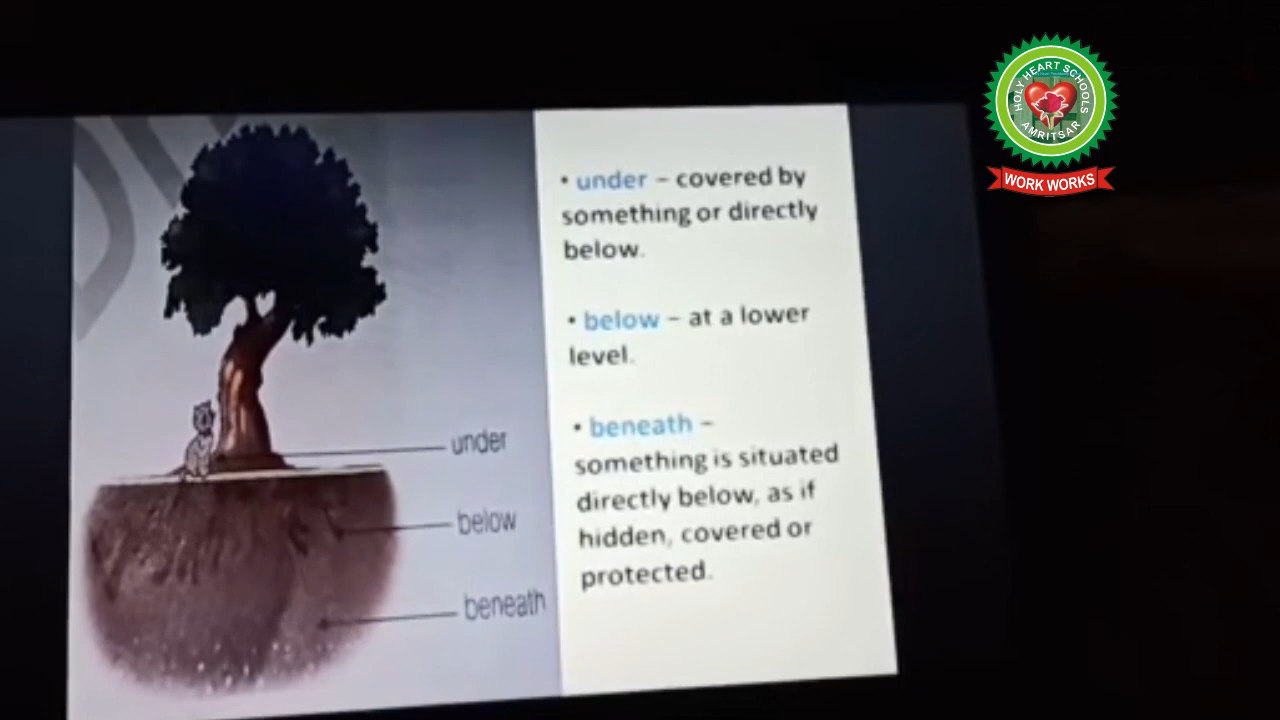 HOLY HEART SCHOOLS
AMRITSAR
WORK WORKS
• under – covered by
something or directly
below.
• below – at a lower
level.
• beneath –
something is situated
directly below, as if
hidden, covered or
protected.
under
below
beneath